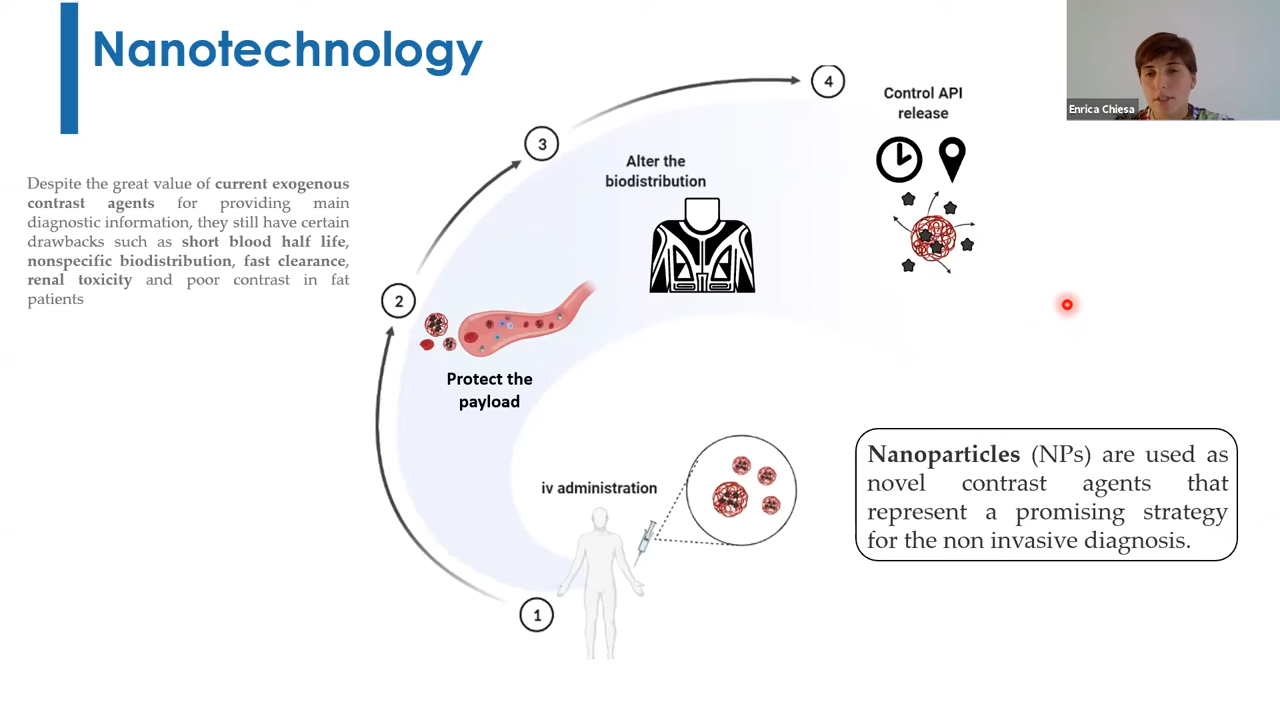 Nanotechnology
Enrica Chiesa
Despite the great value of current exogenous
contrast agents for providing main
diagnostic information, they still have certain
drawbacks such as short blood half life,
nonspecific biodistribution, fast clearance,
renal toxicity and poor contrast in fat
patients
4
Control API
release
3
Alter the
biodistribution
2
Protect the
payload
iv administration
1
Nanoparticles (NPs) are used as
novel contrast agents that
represent a promising strategy
for the non invasive diagnosis.